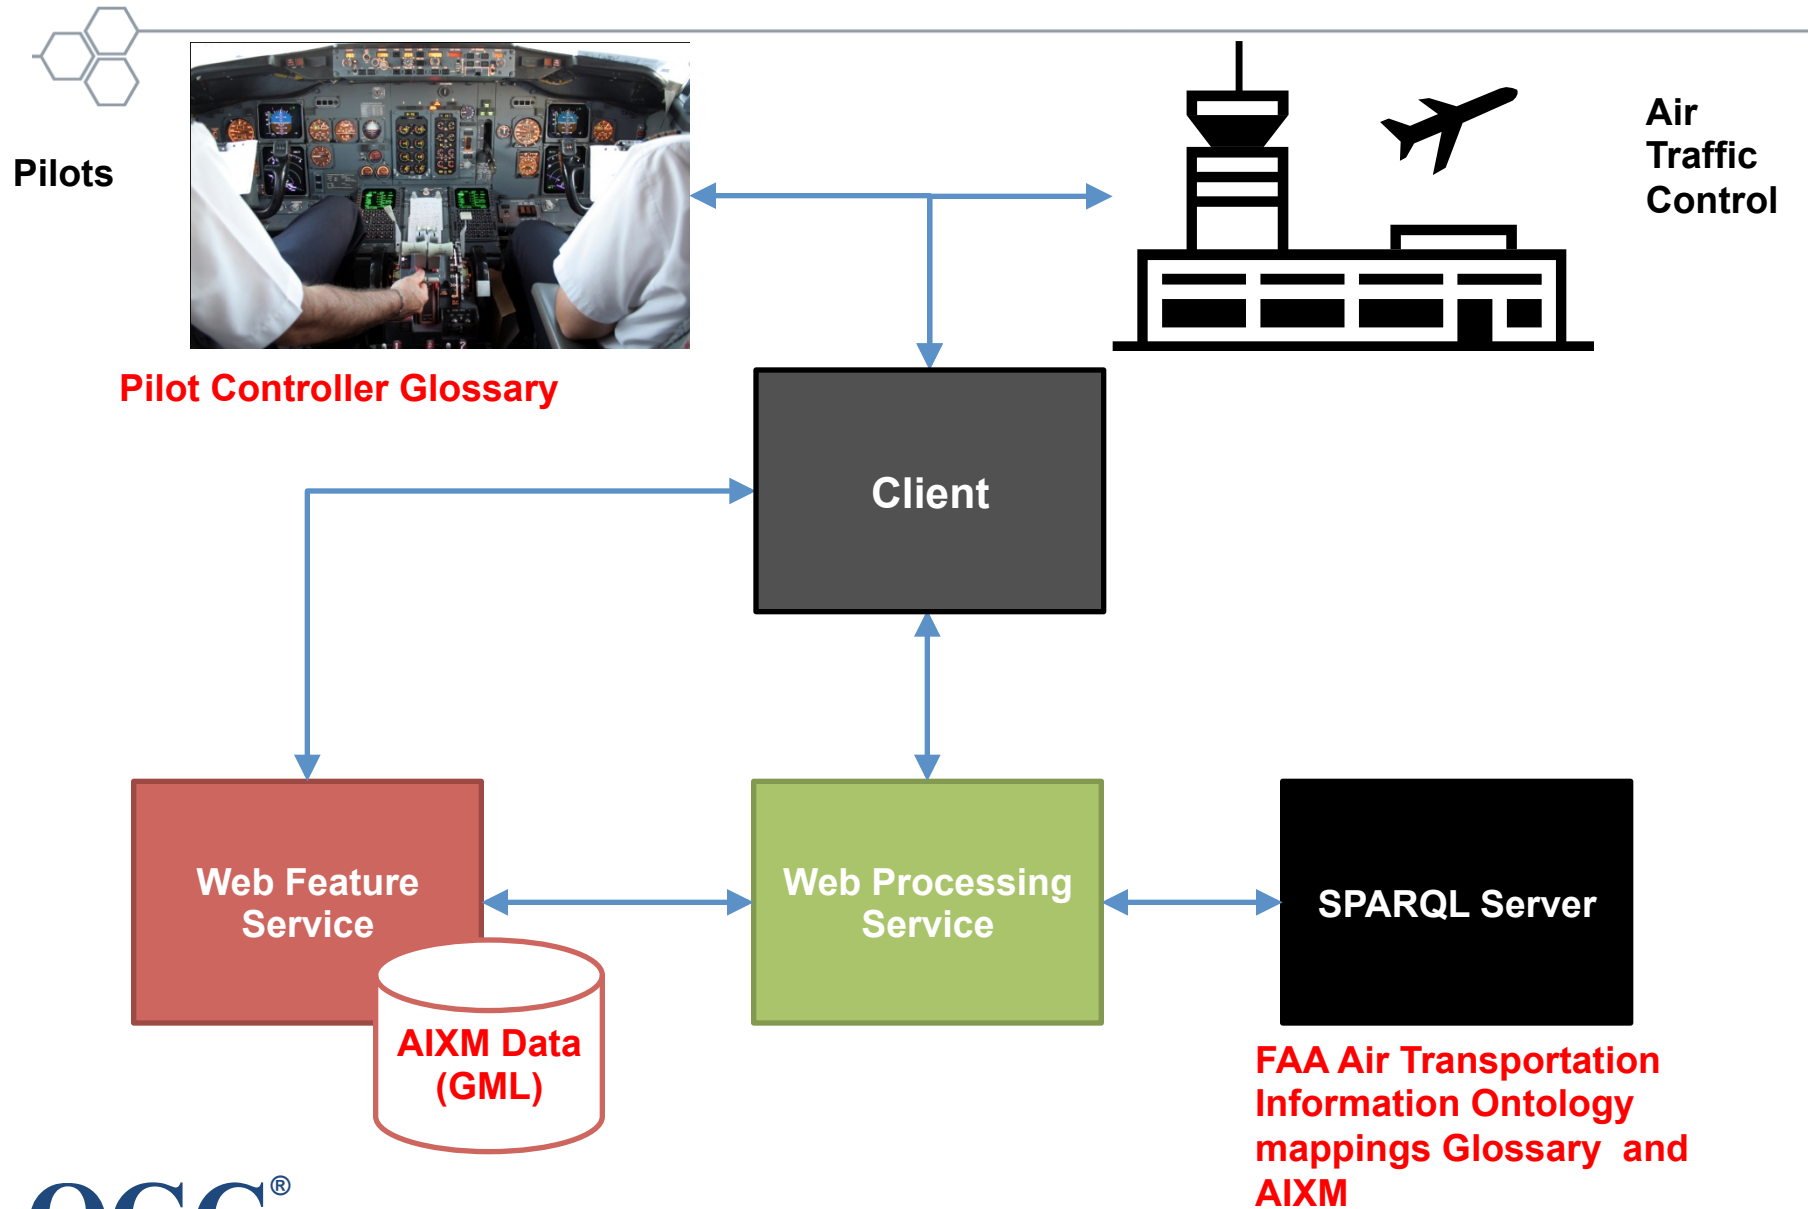 Pilots
Air
Traffic
Control
Pilot Controller Glossary
Client
Web Feature
Service
Web Processing
Service
SPARQL Server
AIXM Data
(GML)
FAA Air Transportation
Information Ontology
mappings Glossary and
AIXM
OGC®